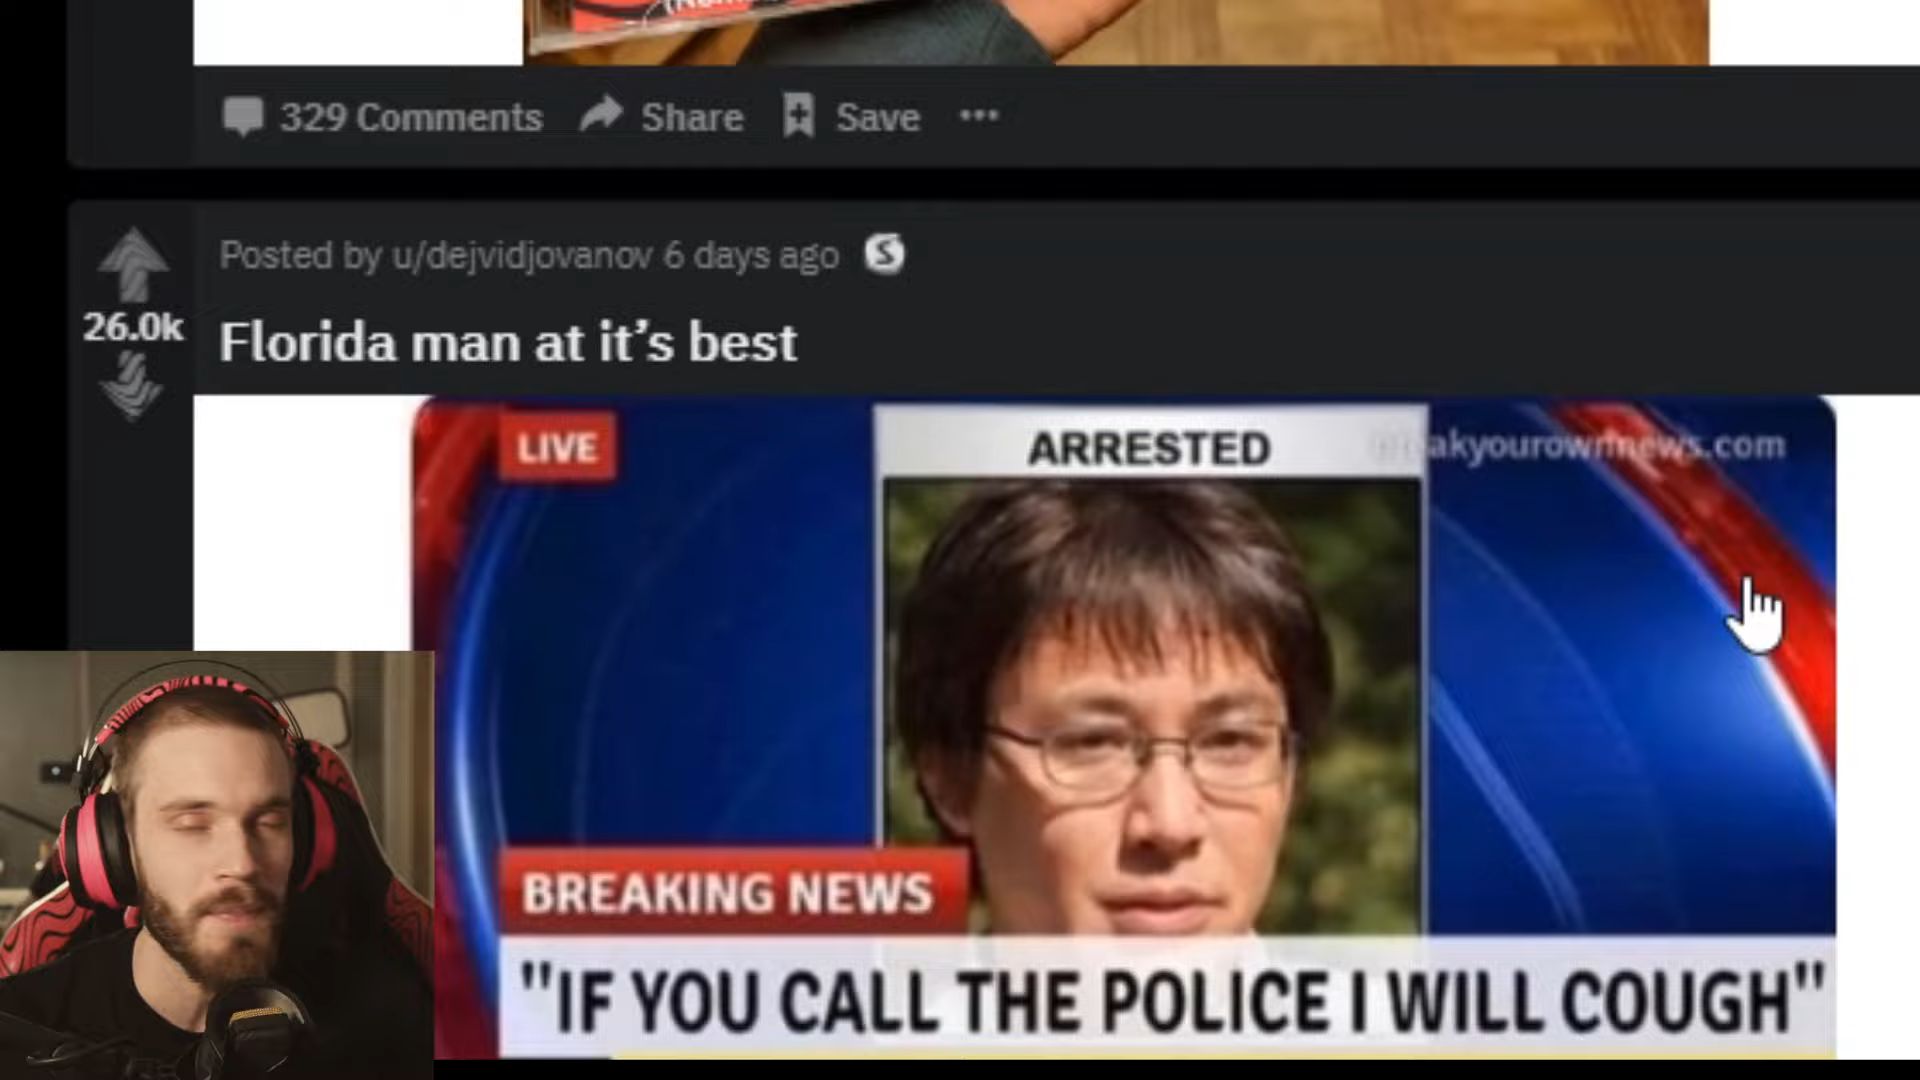 329 Comments Share Save
Posted by u/dejvidjovanov 6 days ago
26.0k
Florida man at it’s best
LIVE
ARRESTED
BREAKING NEWS
"IF YOU CALL THE POLICE I WILL COUGH"